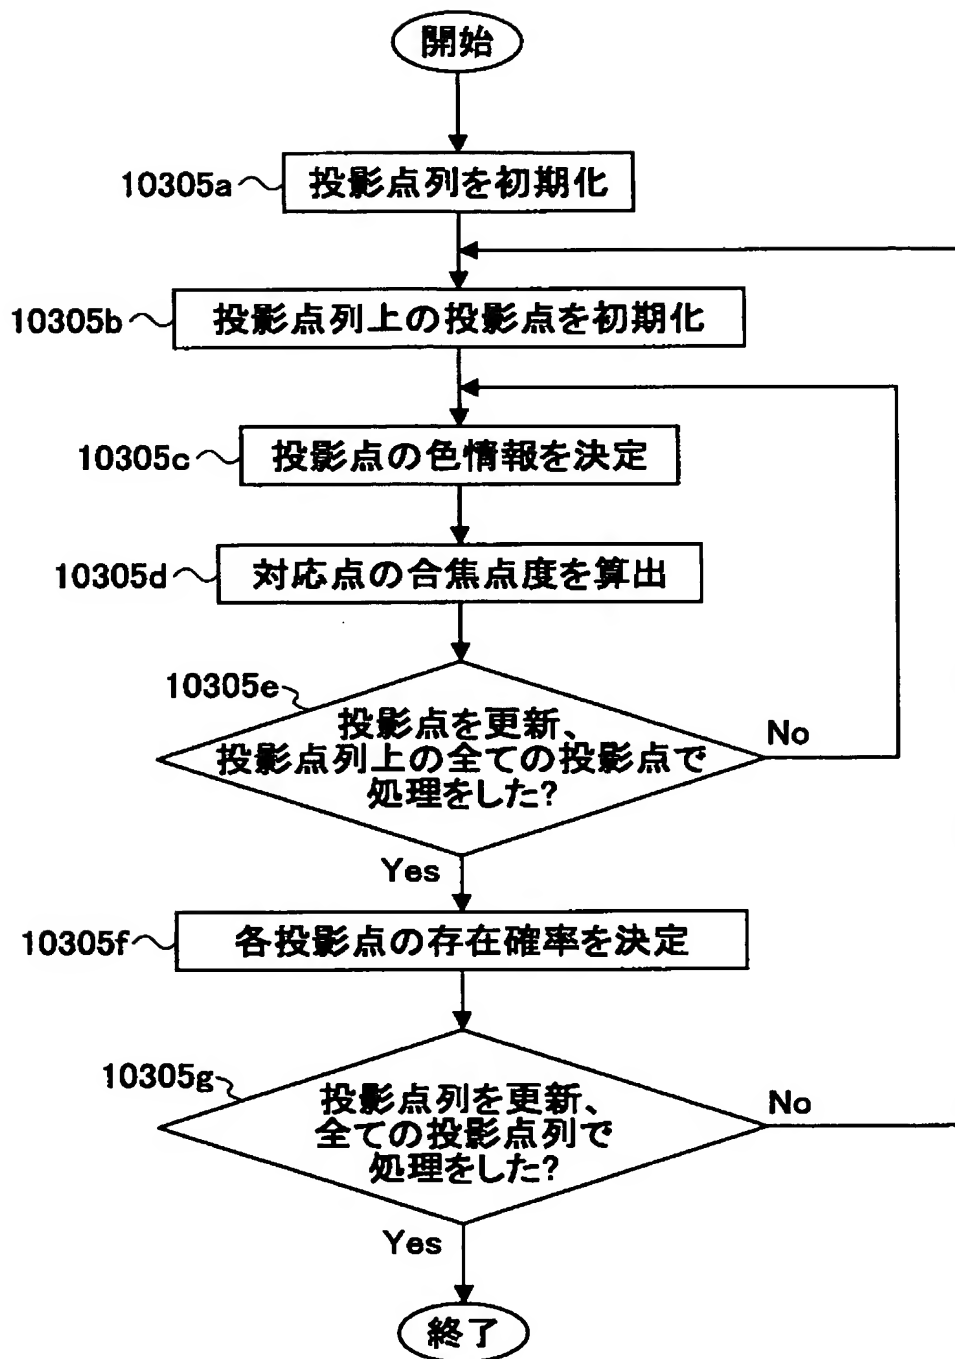 開始
10305a
投影点列を初期化
10305b
投影点列上の投影点を初期化
10305c
投影点の色情報を決定
10305d
対応点の合焦点度を算出
10305e
投影点を更新、
投影点列上の全ての投影点で
処理をした?
No
Yes
10305f
各投影点の存在確率を決定
10305g
投影点列を更新、
全ての投影点列で
処理をした?
No
Yes
終了